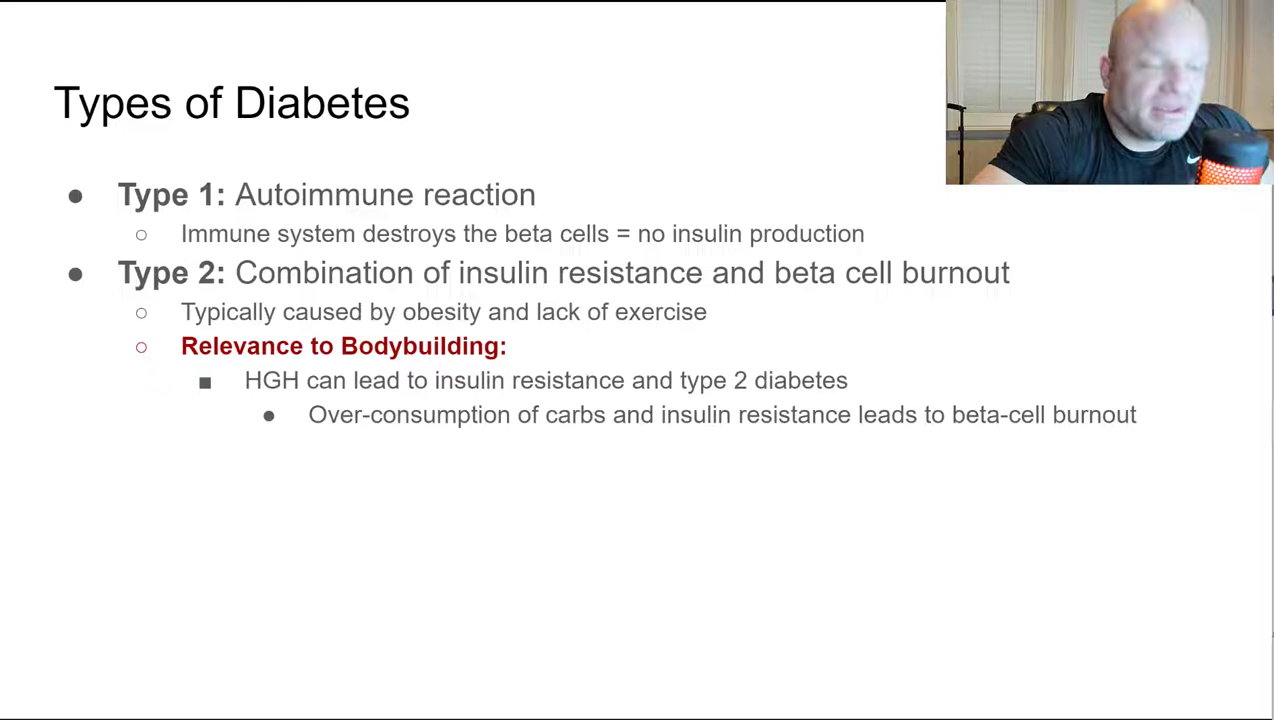 Types of Diabetes
● Type 1: Autoimmune reaction
○ Immune system destroys the beta cells = no insulin production
● Type 2: Combination of insulin resistance and beta cell burnout
○ Typically caused by obesity and lack of exercise
○ Relevance to Bodybuilding:
■ HGH can lead to insulin resistance and type 2 diabetes
● Over-consumption of carbs and insulin resistance leads to beta-cell burnout